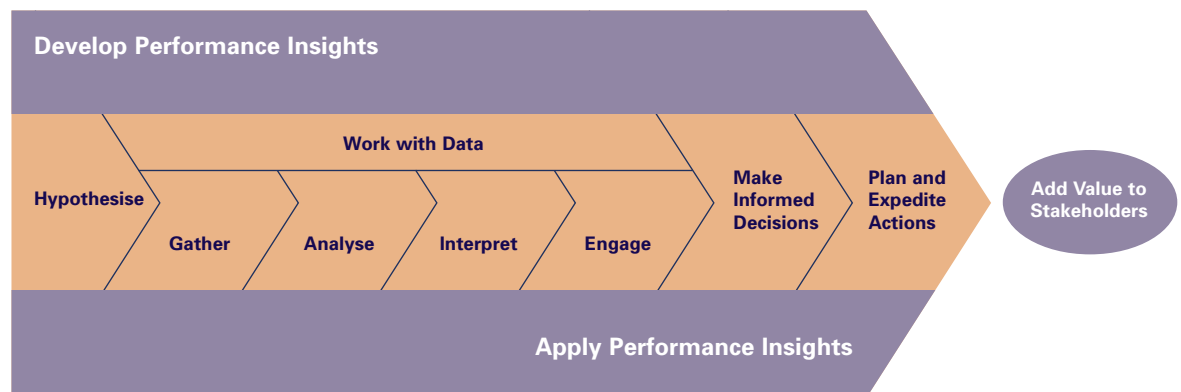 Develop Performance Insights
Work with Data
Hypothesise
Gather
Analyse
Interpret
Engage
Make
Informed
Decisions
Plan and
Expedite
Actions
Add Value to
Stakeholders
Apply Performance Insights